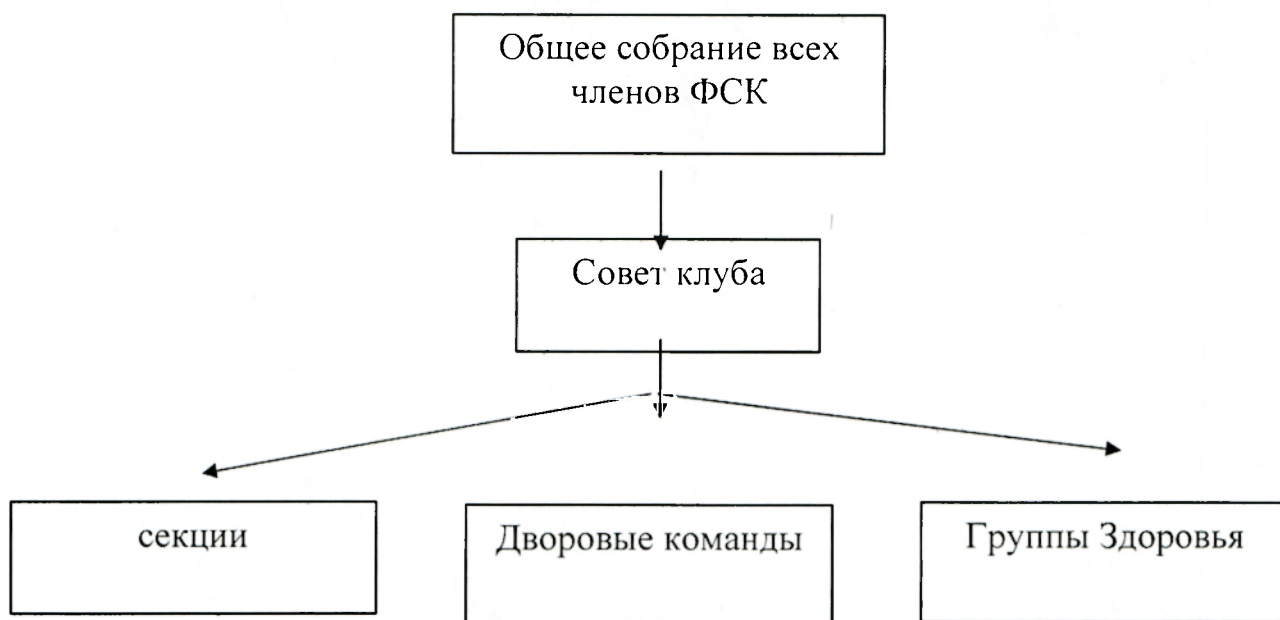 Общее собрание всех
членов ФСК
Совет клуба
секции
Дворовые команды
Группы Здоровья